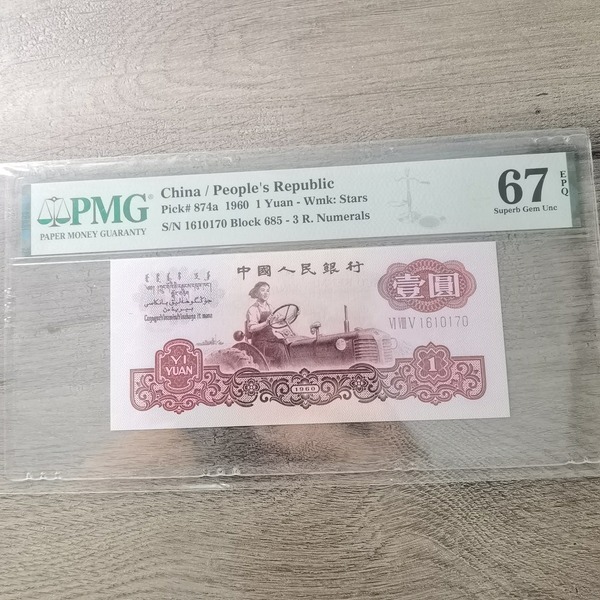 PMG
PAPER MONEY GUARANTY
China / People's Republic
Pick# 874a 1960 1 Yuan - Wmk: Stars
S/N 1610170 Block 685 - 3 R. Numerals
67
EPQ
Superb Gem Unc
中國人民銀行
壹圓
VI VIII V 1610170
YI
YUAN
1960
1